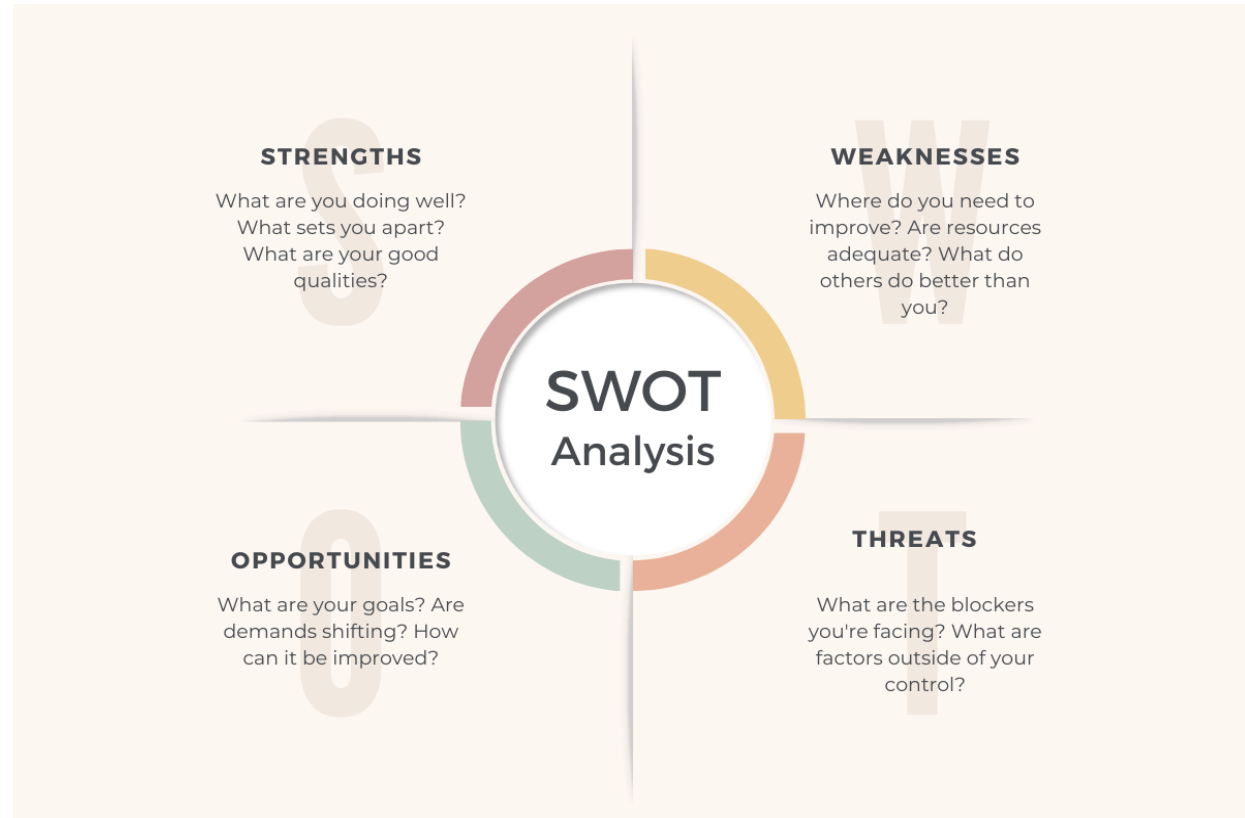 S
STRENGTHS
What are you doing well?
What sets you apart?
What are your good
qualities?
W
WEAKNESSES
Where do you need to
improve? Are resources
adequate? What do
others do better than
you?
SWOT
Analysis
O
OPPORTUNITIES
What are your goals? Are
demands shifting? How
can it be improved?
T
THREATS
What are the blockers
you're facing? What are
factors outside of your
control?